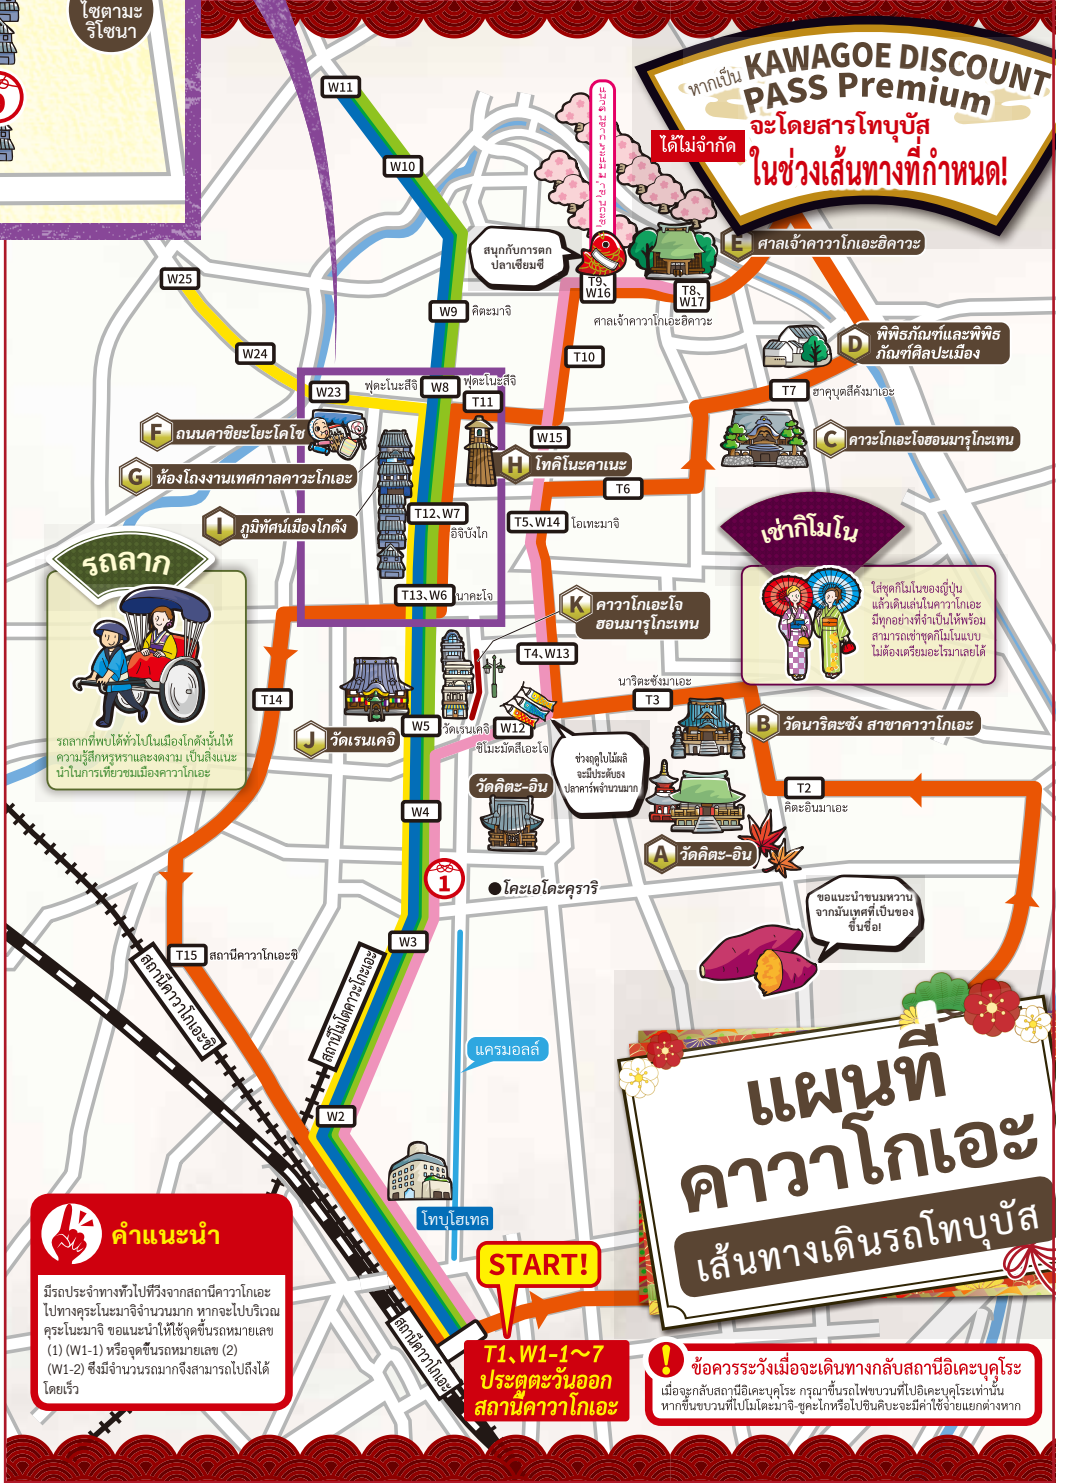 ไซตามะ
ริโซนา
หากเป็น
KAWAGOE DISCOUNT
PASS Premium
จะโดยสารโทบุบัส
ได้ไม่จำกัด
ในช่วงเส้นทางที่กำหนด!
W11
W10
W25
W24
W23
W9
คิตะมาจิ
ฟุดะโนะสึจิ
W8
ฟุดะโนะสึจิ
T11
สนุกกับการตก
ปลาเซียมซี
T9、
W16
T8、
W17
ศาลเจ้าคาวาโกเอะฮิคาวะ
E
ศาลเจ้าคาวาโกเอะฮิคาวะ
T10
D
พิพิธภัณฑ์และพิพิธ
ภัณฑ์ศิลปะเมือง
T7
ฮาคุบุตสึคังมาเอะ
W15
C
คาวะโกเอะโจฮอนมารุโกะเทน
F
ถนนคาชิยะโยะโคโช
G
ห้องโถงงานเทศกาลคาวะโกเอะ
I
ภูมิทัศน์เมืองโกดัง
H
โทคิโนะคาเนะ
T6
T12、W7
อิจิบังไก
T5、W14
โอเทะมาจิ
T13、W6
นาคะโจ
K
คาวาโกเอะโจ
ฮอนมารุโกะเทน
T4、W13
เช่ากิโมโน
ใส่ชุดกิโมโนของญี่ปุ่น
แล้วเดินเล่นในคาวาโกเอะ
มีทุกอย่างที่จำเป็นให้พร้อม
สามารถเช่าชุดกิโมโนแบบ
ไม่ต้องเตรียมอะไรมาเลยได้
รถลาก
รถลากที่พบได้ทั่วไปในเมืองโกดังนั้นให้
ความรู้สึกหรูหราและงดงาม เป็นสิ่งแนะ
นำในการเที่ยวชมเมืองคาวาโกเอะ
T14
J
วัดเรนเคจิ
W5
วัดเรนเคจิ
W12
ชิโมะมัตสึเอะโจ
นาริตะซังมาเอะ
T3
B
วัดนาริตะซัง สาขาคาวาโกเอะ
ช่วงฤดูใบไม้ผลิ
จะมีประดับธง
ปลาคาร์พจำนวนมาก
T2
คิตะอินมาเอะ
วัดคิตะ-อิน
W4
A
วัดคิตะ-อิน
1
โคะเอโดะคุราริ
ขอแนะนำขนมหวาน
จากมันเทศที่เป็นของ
ขึ้นชื่อ!
W3
T15
สถานีคาวาโกเอะชิ
สถานีคาวาโกเอะชิ
สถานีโมโตคาวะโกะเอะ
แครมอลล์
W2
โทบุโฮเทล
แผนที่
คาวาโกเอะ
เส้นทางเดินรถโทบุบัส
คำแนะนำ
มีรถประจำทางทั่วไปที่วิ่งจากสถานีคาวาโกเอะ
ไปทางคุระโนะมาจิจำนวนมาก หากจะไปบริเวณ
คุระโนะมาจิ ขอแนะนำให้ใช้จุดขึ้นรถหมายเลข
(1) (W1-1) หรือจุดขึ้นรถหมายเลข (2)
(W1-2) ซึ่งมีจำนวนรถมากจึงสามารถไปถึงได้
โดยเร็ว
START!
สถานีคาวาโกเอะ
T1、W1-1～7
ประตูตะวันออก
สถานีคาวาโกเอะ
ข้อควรระวังเมื่อจะเดินทางกลับสถานีอิเคะบุคุโระ
เมื่อจะกลับสถานีอิเคะบุคุโระ กรุณาขึ้นรถไฟขบวนที่ไปอิเคะบุคุโระเท่านั้น
หากขึ้นขบวนที่ไปโมโตะมาจิ-ชูคะไกหรือไปชินคิบะจะมีค่าใช้จ่ายแยกต่างหาก